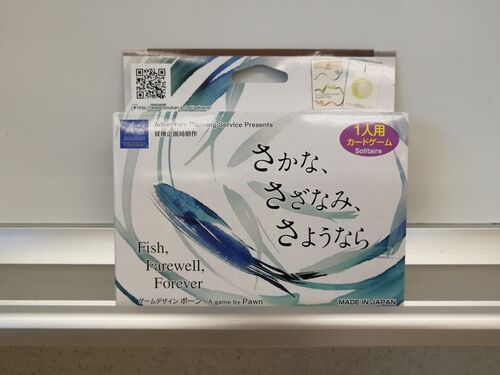 Adventure Planning Service Presents
冒険企画局制作
bouken
1人用
カードゲーム
Solitaire
さかな、
さざなみ、
さようなら
Fish,
Farewell,
Forever
ゲームデザイン ポーン A game by Pawn
MADE IN JAPAN